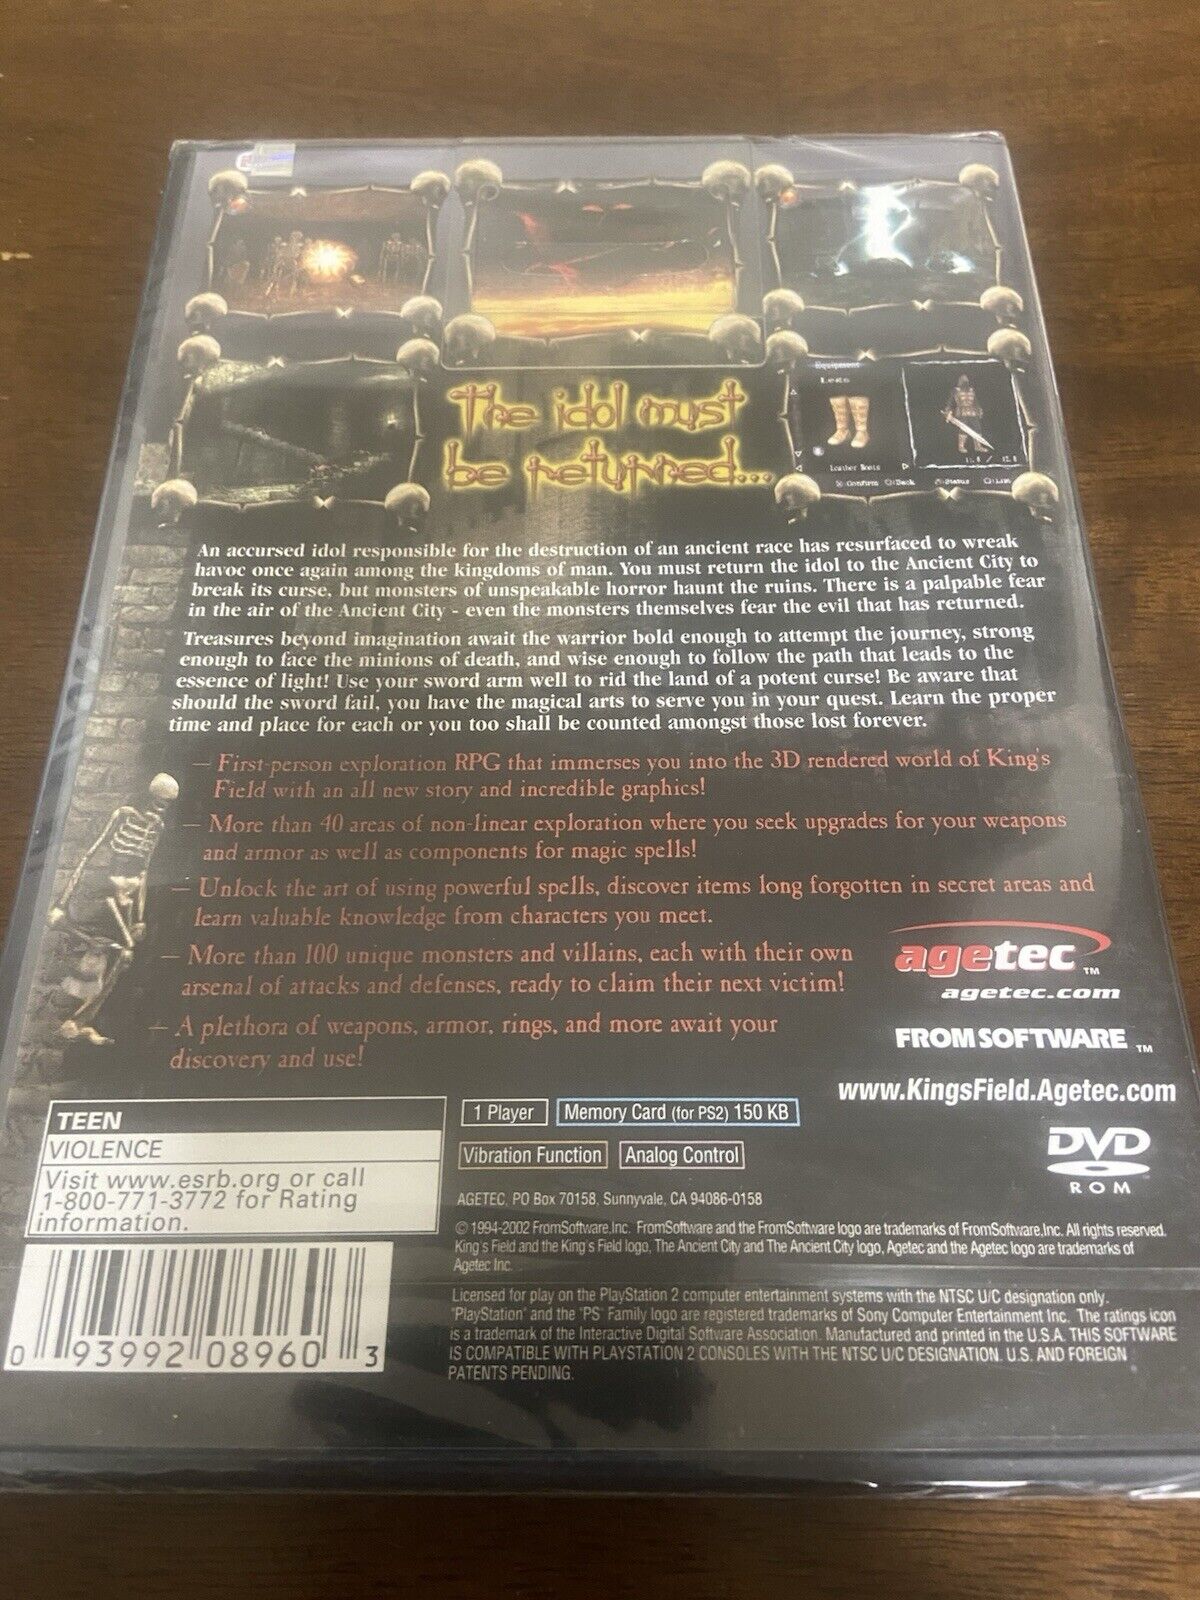 Equipment
Legs
Leather Boots
The idol must
be returned...
An accursed idol responsible for the destruction of an ancient race has resurfaced to wreak
havoc once again among the kingdoms of man. You must return the idol to the Ancient City to
break its curse, but monsters of unspeakable horror haunt the ruins. There is a palpable fear
in the air of the Ancient City - even the monsters themselves fear the evil that has returned.
Treasures beyond imagination await the warrior bold enough to attempt the journey, strong
enough to face the minions of death, and wise enough to follow the path that leads to the
essence of light! Use your sword arm well to rid the land of a potent curse! Be aware that
should the sword fail, you have the magical arts to serve you in your quest. Learn the proper
time and place for each or you too shall be counted amongst those lost forever.
— First-person exploration RPG that immerses you into the 3D rendered world of King's
Field with an all new story and incredible graphics!
— More than 40 areas of non-linear exploration where you seek upgrades for your weapons
and armor as well as components for magic spells!
— Unlock the art of using powerful spells, discover items long forgotten in secret areas and
learn valuable knowledge from characters you meet.
— More than 100 unique monsters and villains, each with their own
arsenal of attacks and defenses, ready to claim their next victim!
— A plethora of weapons, armor, rings, and more await your
discovery and use!
agetec™
agetec.com
FROMSOFTWARE™
www.KingsField.Agetec.com
DVD
ROM
TEEN
VIOLENCE
Visit www.esrb.org or call
1-800-771-3772 for Rating
information.
1 Player
Memory Card (for PS2) 150 KB
Vibration Function
Analog Control
AGETEC, PO Box 70158, Sunnyvale, CA 94086-0158
© 1994-2002 FromSoftware.Inc. FromSoftware and the FromSoftware logo are trademarks of FromSoftware.Inc. All rights reserved.
King's Field and the King's Field logo, The Ancient City and The Ancient City logo, Agetec and the Agetec logo are trademarks of
Agetec Inc.
Licensed for play on the PlayStation 2 computer entertainment systems with the NTSC U/C designation only.
"PlayStation" and the "PS" Family logo are registered trademarks of Sony Computer Entertainment Inc. The ratings icon
is a trademark of the Interactive Digital Software Association. Manufactured and printed in the U.S.A. THIS SOFTWARE
IS COMPATIBLE WITH PLAYSTATION 2 CONSOLES WITH THE NTSC U/C DESIGNATION. U.S. AND FOREIGN
PATENTS PENDING.
0 93992 08960 3